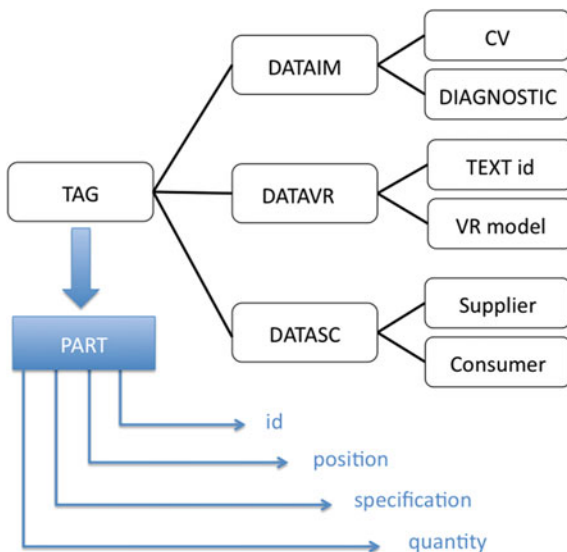 CV
DATAIM
DIAGNOSTIC
TEXT id
TAG
DATAVR
VR model
Supplier
PART
DATASC
Consumer
id
position
specification
quantity